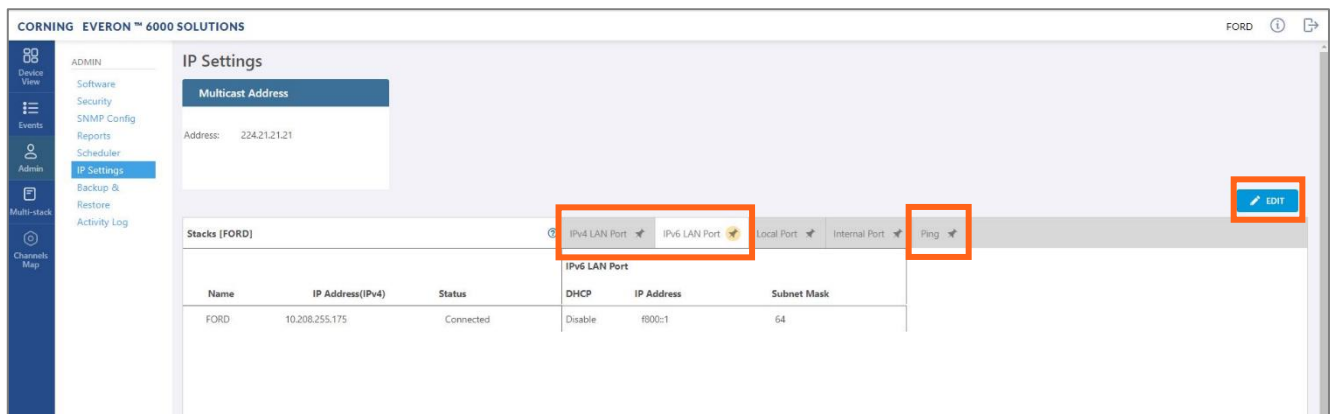 CORNING EVERON ™ 6000 SOLUTIONS
FORD
Device
View
Events
Admin
Multi-stack
Channels
Map
ADMIN
Software
Security
SNMP Config
Reports
Scheduler
IP Settings
Backup &
Restore
Activity Log
IP Settings
Multicast Address
Address: 224.21.21.21
EDIT
Stacks [FORD]
IPv4 LAN Port IPv6 LAN Port Local Port Internal Port Ping
IPv6 LAN Port
Name IP Address(IPv4) Status DHCP IP Address Subnet Mask
FORD 10.208.255.175 Connected Disable f800::1 64